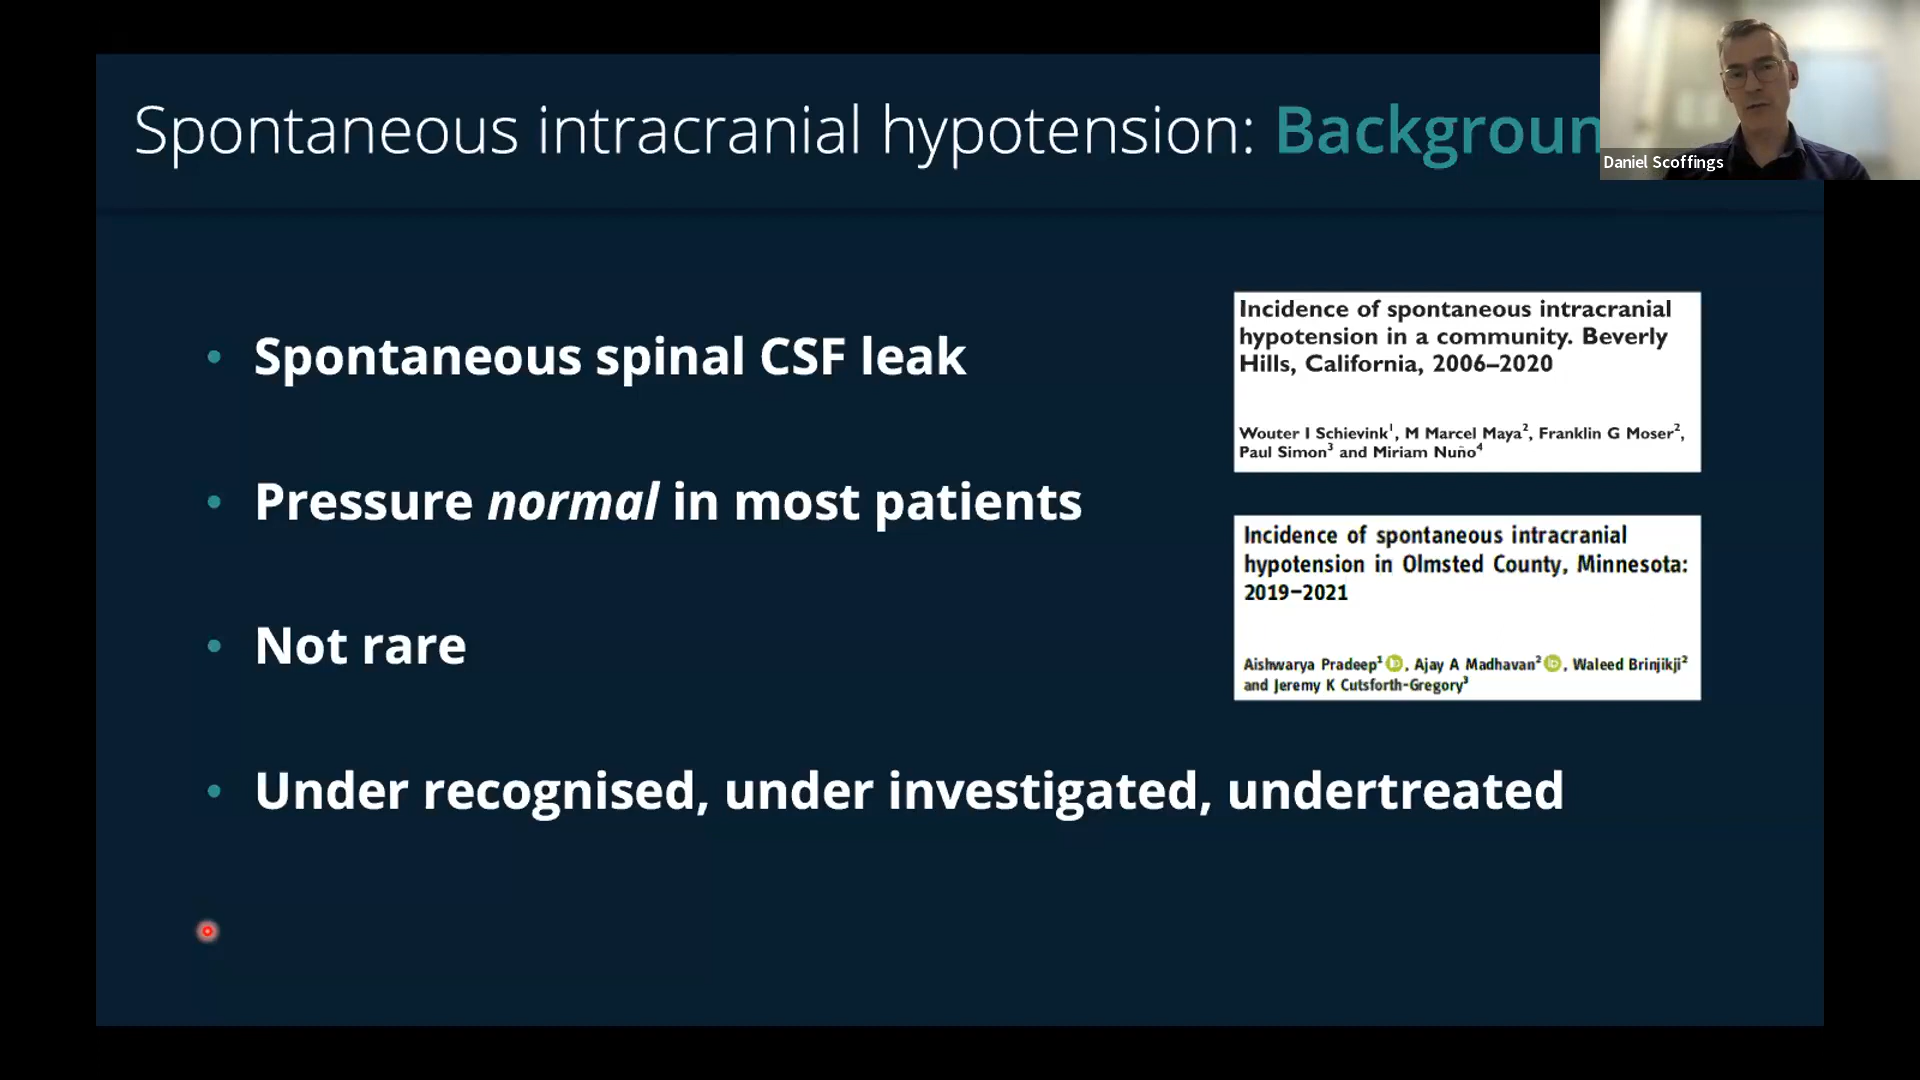 Spontaneous intracranial hypotension: Backgroun
Daniel Scoffings
• Spontaneous spinal CSF leak
• Pressure normal in most patients
• Not rare
• Under recognised, under investigated, undertreated
Incidence of spontaneous intracranial
hypotension in a community. Beverly
Hills, California, 2006–2020
Wouter I Schievink¹, M Marcel Maya², Franklin G Moser²,
Paul Simon³ and Miriam Nuño⁴
Incidence of spontaneous intracranial
hypotension in Olmsted County, Minnesota:
2019–2021
Aishwarya Pradeep¹ iD, Ajay A Madhavan² iD, Waleed Brinjikji²
and Jeremy K Cutsforth-Gregory³